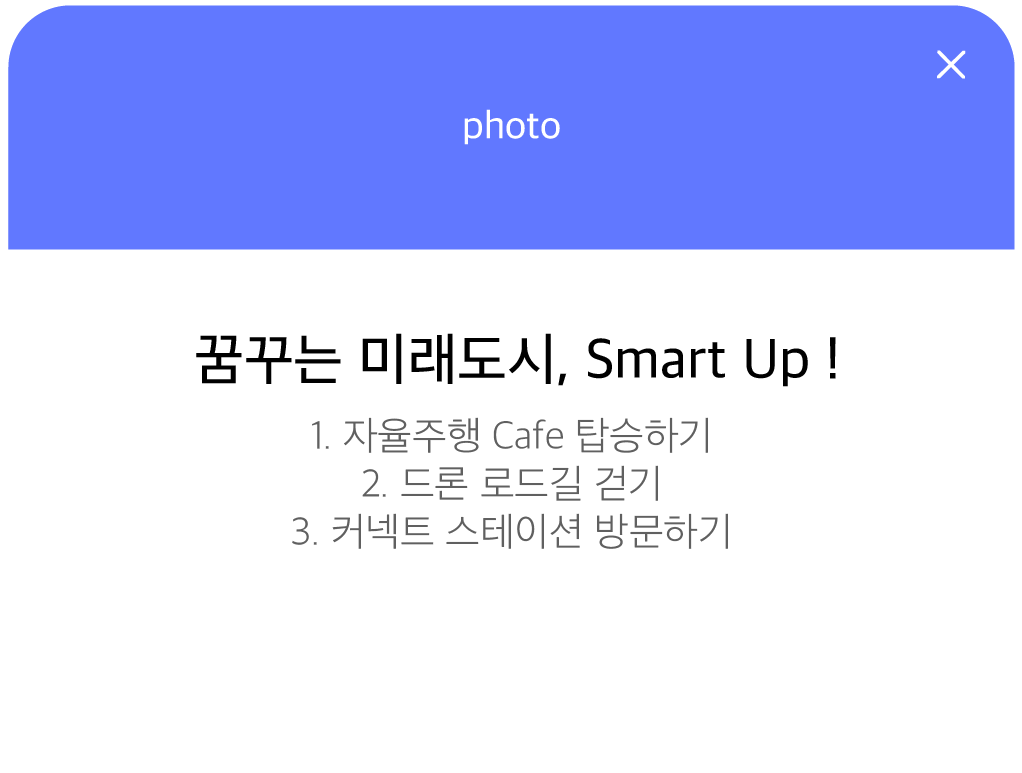 photo
꿈꾸는 미래도시, Smart Up !
1. 자율주행 Cafe 탑승하기
2. 드론 로드길 걷기
3. 커넥트 스테이션 방문하기